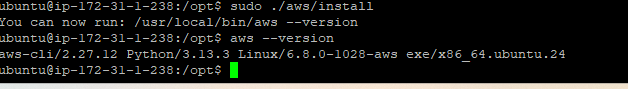 ubuntu@ip-172-31-1-238:/opt$ sudo ./aws/install
You can now run: /usr/local/bin/aws --version
ubuntu@ip-172-31-1-238:/opt$ aws --version
aws-cli/2.27.12 Python/3.13.3 Linux/6.8.0-1028-aws exe/x86_64.ubuntu.24
ubuntu@ip-172-31-1-238:/opt$